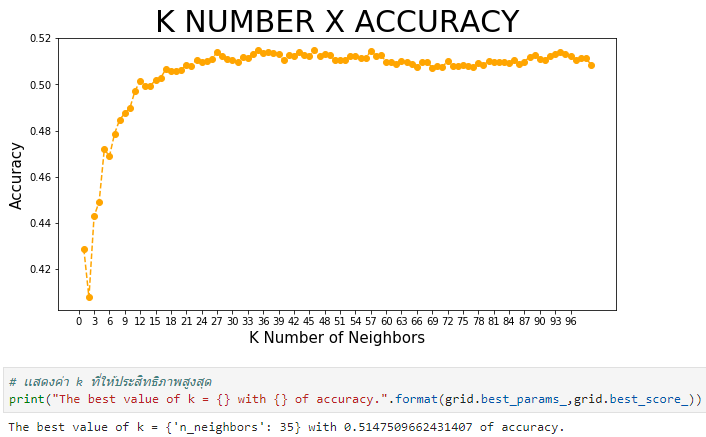 K NUMBER X ACCURACY
0.52
0.50
0.48
0.46
0.44
0.42
Accuracy
0 3 6 9 12 15 18 21 24 27 30 33 36 39 42 45 48 51 54 57 60 63 66 69 72 75 78 81 84 87 90 93 96
K Number of Neighbors
# แสดงค่า k ที่ให้ประสิทธิภาพสูงสุด
print("The best value of k = {} with {} of accuracy.".format(grid.best_params_,grid.best_score_))
The best value of k = {'n_neighbors': 35} with 0.5147509662431407 of accuracy.